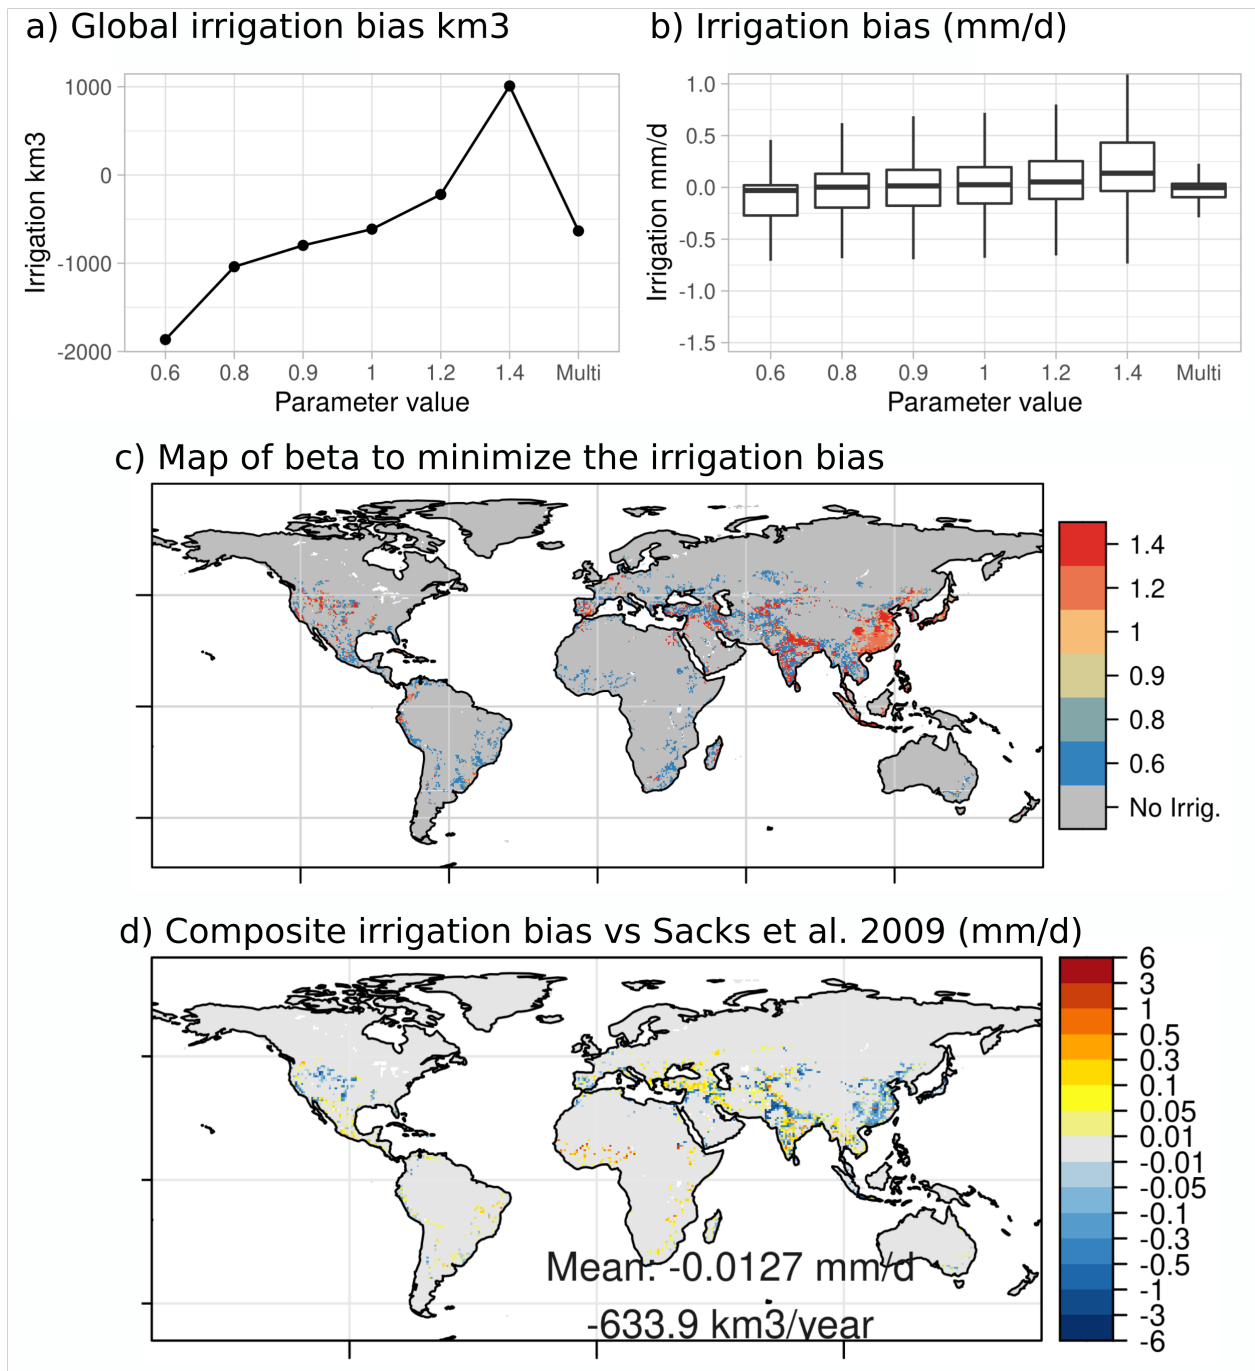 a) Global irrigation bias km3
b) Irrigation bias (mm/d)
Irrigation km3
1000
0
-1000
-2000
0.6 0.8 0.9 1 1.2 1.4 Multi
Parameter value
Irrigation mm/d
1.0
0.5
0.0
-0.5
-1.0
-1.5
0.6 0.8 0.9 1 1.2 1.4 Multi
Parameter value
c) Map of beta to minimize the irrigation bias
1.4
1.2
1
0.9
0.8
0.6
No Irrig.
d) Composite irrigation bias vs Sacks et al. 2009 (mm/d)
6
3
1
0.5
0.3
0.1
0.05
0.01
-0.01
-0.05
-0.1
-0.3
-0.5
-1
-3
-6
Mean: -0.0127 mm/d
-633.9 km3/year